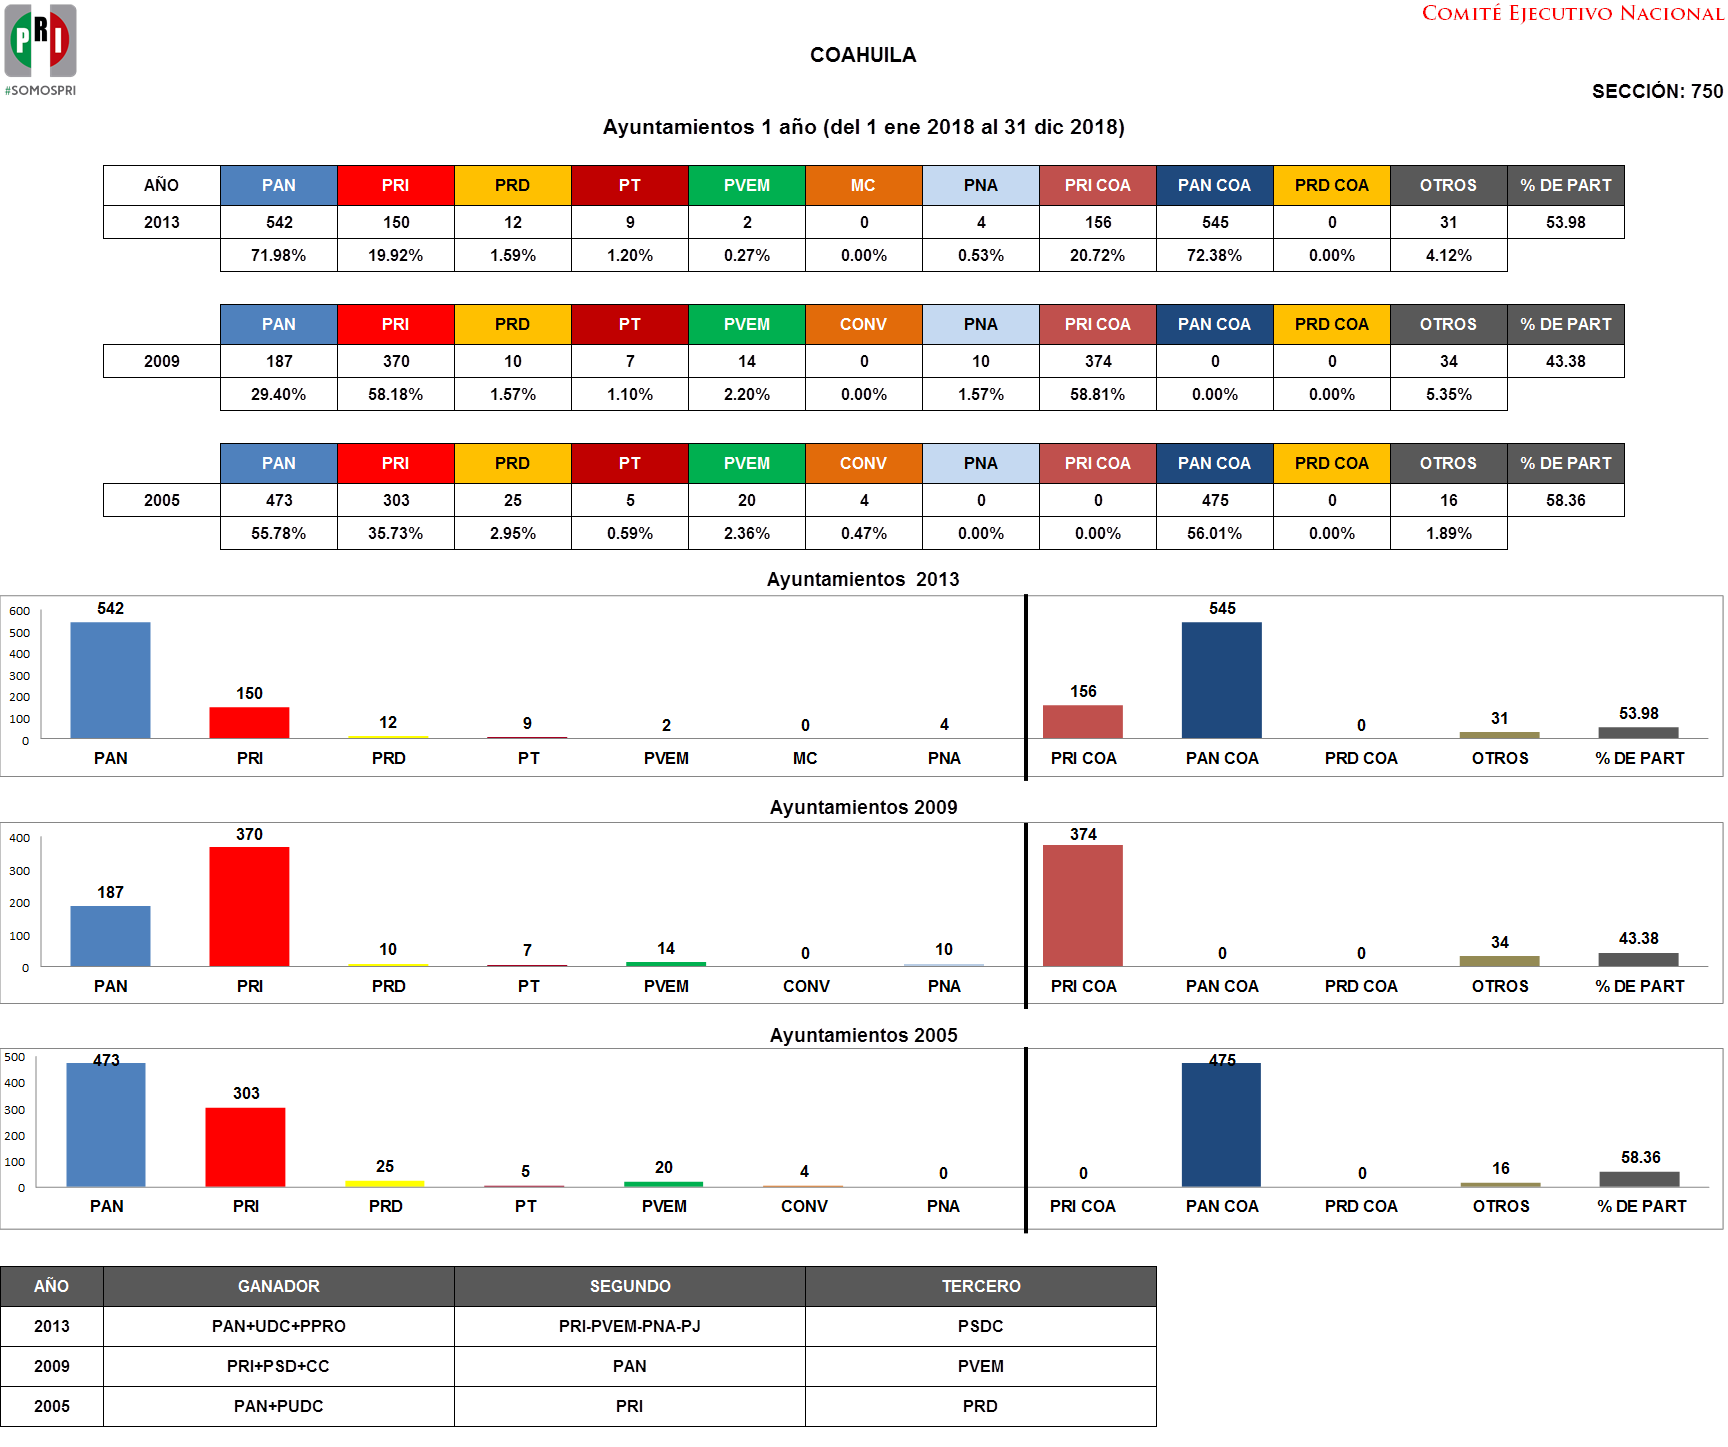 PRI
#SOMOSPRI
COMITÉ EJECUTIVO NACIONAL
COAHUILA
SECCIÓN: 750
Ayuntamientos 1 año (del 1 ene 2018 al 31 dic 2018)
AÑO PAN PRI PRD PT PVEM MC PNA PRI COA PAN COA PRD COA OTROS % DE PART
2013 542 150 12 9 2 0 4 156 545 0 31 53.98
71.98% 19.92% 1.59% 1.20% 0.27% 0.00% 0.53% 20.72% 72.38% 0.00% 4.12%
PAN PRI PRD PT PVEM CONV PNA PRI COA PAN COA PRD COA OTROS % DE PART
2009 187 370 10 7 14 0 10 374 0 0 34 43.38
29.40% 58.18% 1.57% 1.10% 2.20% 0.00% 1.57% 58.81% 0.00% 0.00% 5.35%
PAN PRI PRD PT PVEM CONV PNA PRI COA PAN COA PRD COA OTROS % DE PART
2005 473 303 25 5 20 4 0 0 475 0 16 58.36
55.78% 35.73% 2.95% 0.59% 2.36% 0.47% 0.00% 0.00% 56.01% 0.00% 1.89%
Ayuntamientos 2013
600
500
400
300
200
100
0
542 150 12 9 2 0 4 156 545 0 31 53.98
PAN PRI PRD PT PVEM MC PNA PRI COA PAN COA PRD COA OTROS % DE PART
Ayuntamientos 2009
400
300
200
100
0
187 370 10 7 14 0 10 374 0 0 34 43.38
PAN PRI PRD PT PVEM CONV PNA PRI COA PAN COA PRD COA OTROS % DE PART
Ayuntamientos 2005
500
400
300
200
100
0
473 303 25 5 20 4 0 0 475 0 16 58.36
PAN PRI PRD PT PVEM CONV PNA PRI COA PAN COA PRD COA OTROS % DE PART
AÑO GANADOR SEGUNDO TERCERO
2013 PAN+UDC+PPRO PRI-PVEM-PNA-PJ PSDC
2009 PRI+PSD+CC PAN PVEM
2005 PAN+PUDC PRI PRD